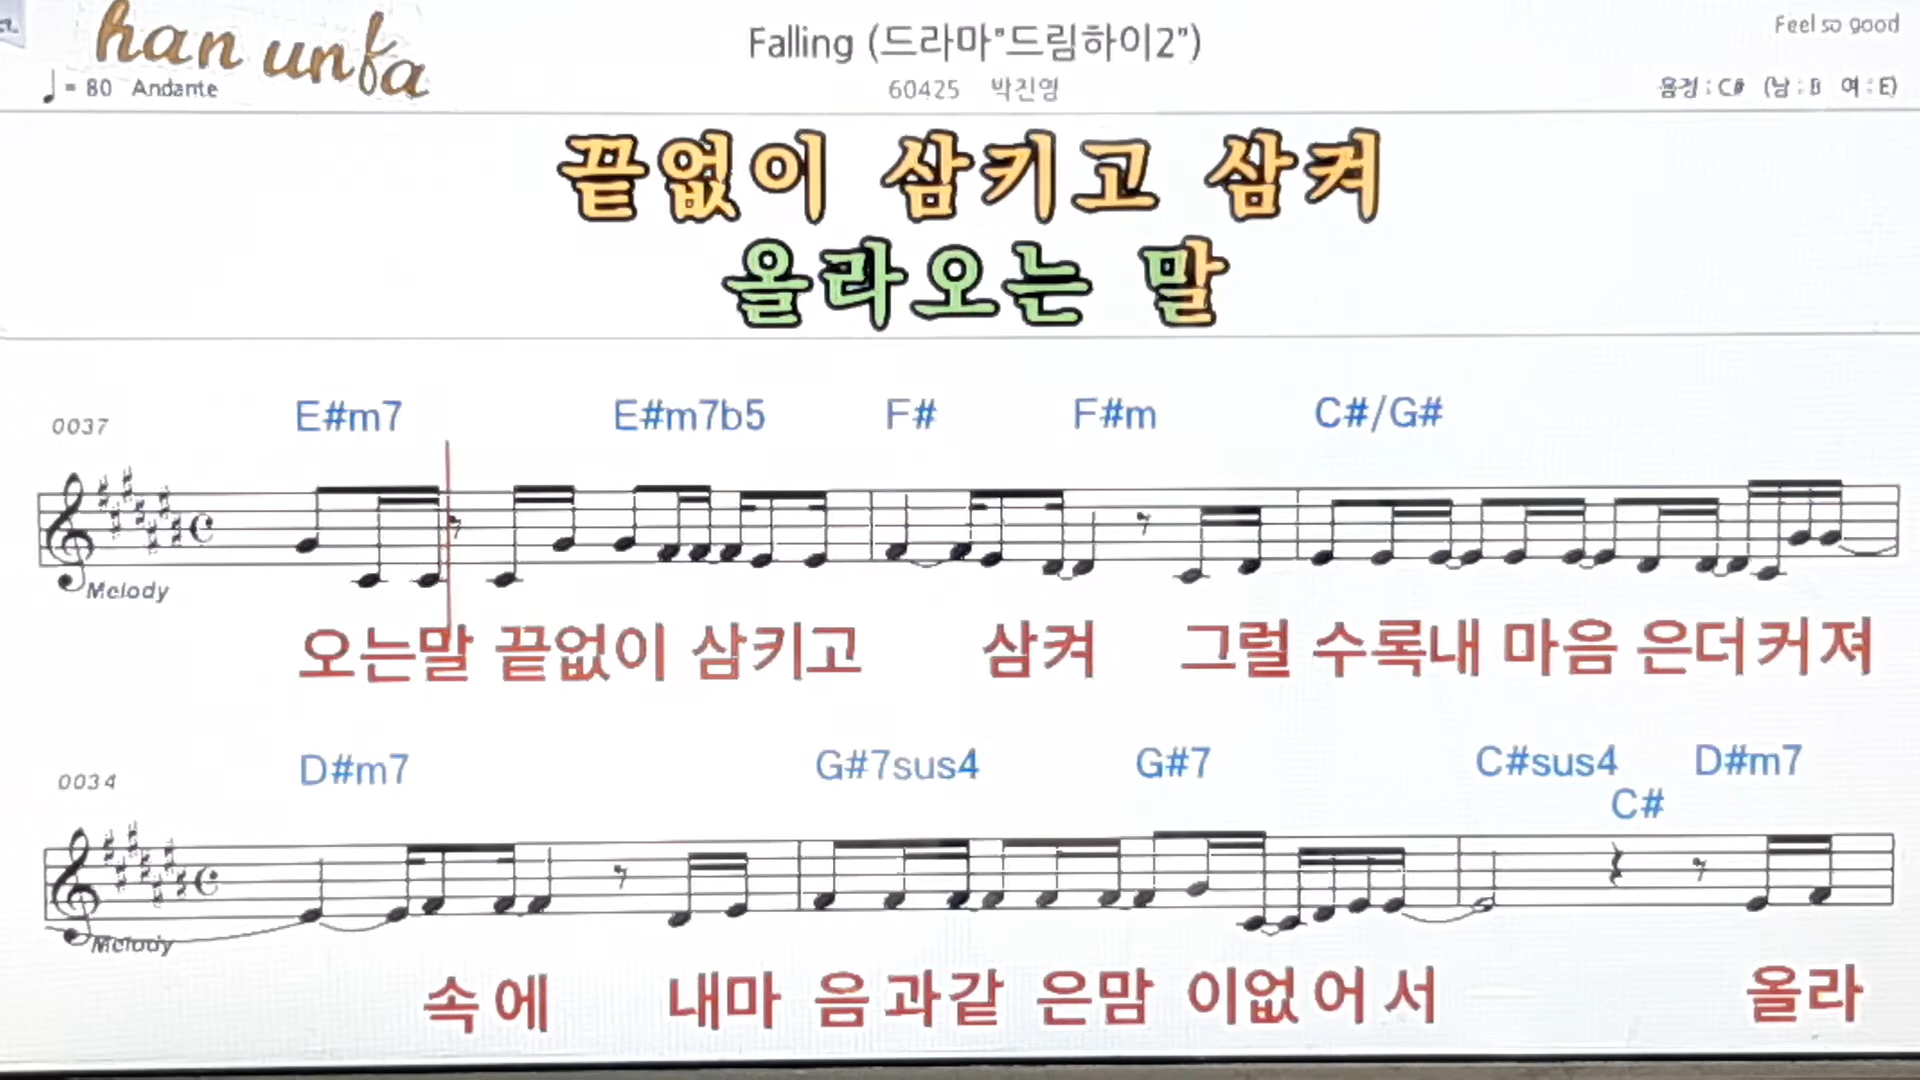 han unfa
Falling (드라마"드림하이2")
Feel so good
♩= 80 Andante
60425 박진영
음정 : C# (남 : B 여 : E)
끝없이 삼키고 삼켜
올라오는 말
0037
E#m7 E#m7b5 F# F#m C#/G#
Melody
오는말 끝없이 삼키고 삼켜 그럴 수록내 마음 은더커져
0034
D#m7 G#7sus4 G#7 C#sus4 D#m7
C#
Melody
속에 내마 음과같 은맘 이없어서 올라